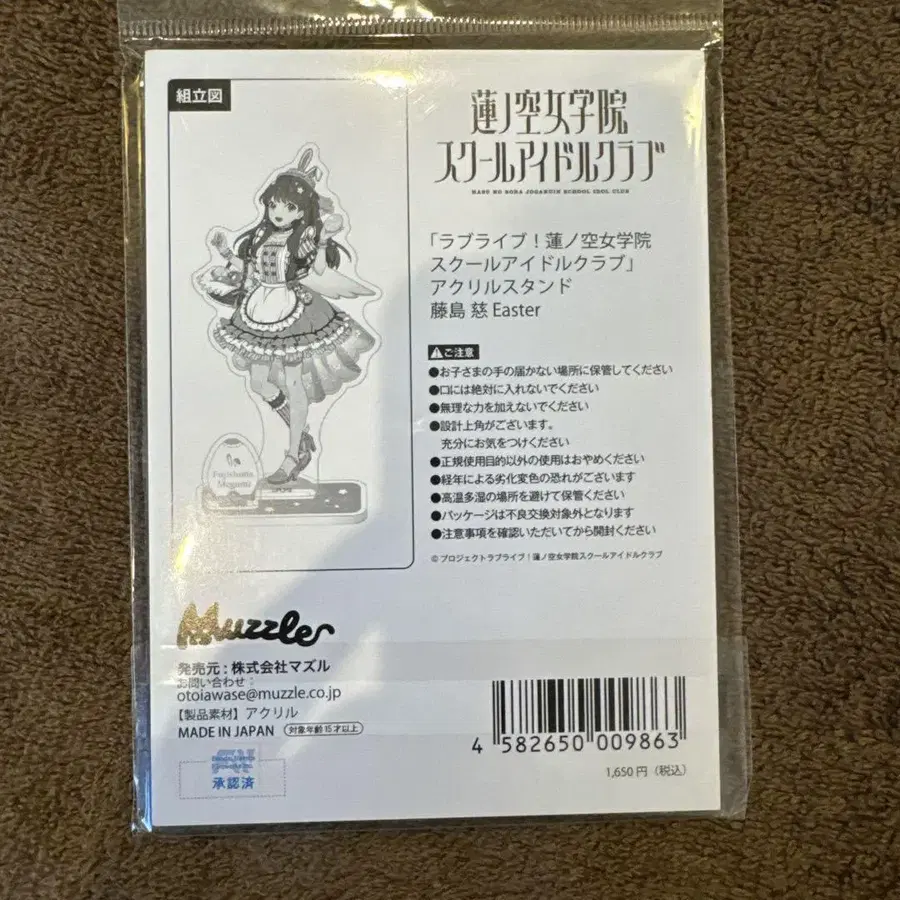 組立図
蓮ノ空女学院
スクールアイドルクラブ
HASU NO SORA JOGAKUIN SCHOOL IDOL CLUB
「ラブライブ！蓮ノ空女学院
スクールアイドルクラブ」
アクリルスタンド
藤島 慈 Easter
ご注意
●お子さまの手の届かない場所に保管してください
●口には絶対に入れないでください
●無理な力を加えないでください
●設計上角がございます。
充分にお気をつけください
●正規使用目的以外の使用はおやめください
●経年による劣化変色の恐れがございます
●高温多湿の場所を避けて保管ください
●パッケージは不良交換対象外となります
●注意事項を確認いただいてから開封ください
©プロジェクトラブライブ！蓮ノ空女学院スクールアイドルクラブ
Fujishima
Megumi
Muzzle
発売元：株式会社マズル
お問い合わせ：
otoiawase@muzzle.co.jp
【製品素材】アクリル
MADE IN JAPAN 対象年齢15才以上
承認済
4 582650 009863
1,650円（税込）